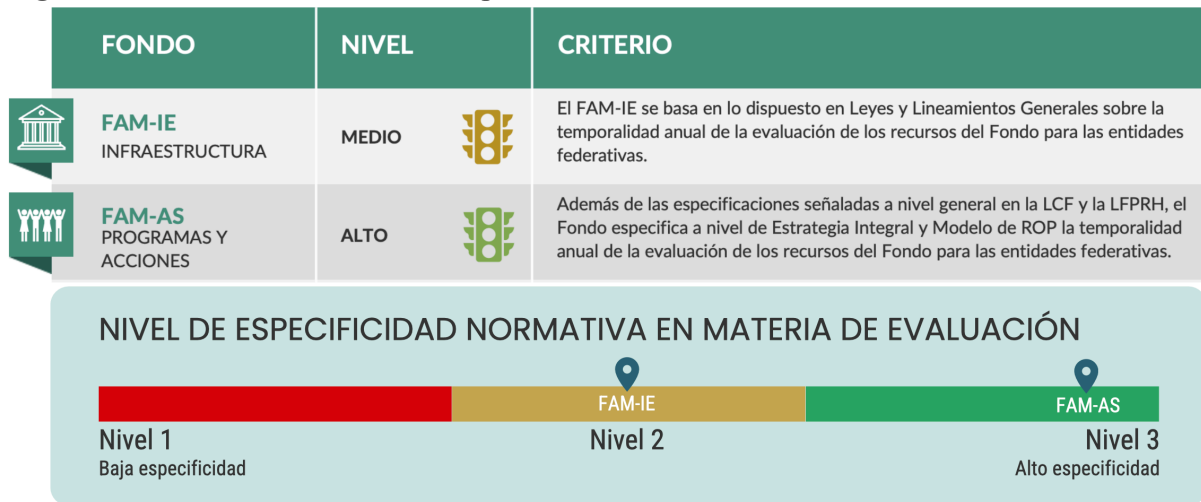 FONDO NIVEL CRITERIO
FAM-IE
INFRAESTRUCTURA
MEDIO
El FAM-IE se basa en lo dispuesto en Leyes y Lineamientos Generales sobre la
temporalidad anual de la evaluación de los recursos del Fondo para las entidades
federativas.
FAM-AS
PROGRAMAS Y
ACCIONES
ALTO
Además de las especificaciones señaladas a nivel general en la LCF y la LFPRH, el
Fondo especifica a nivel de Estrategia Integral y Modelo de ROP la temporalidad
anual de la evaluación de los recursos del Fondo para las entidades federativas.
NIVEL DE ESPECIFICIDAD NORMATIVA EN MATERIA DE EVALUACIÓN
FAM-IE FAM-AS
Nivel 1 Nivel 2 Nivel 3
Baja especificidad Alto especificidad